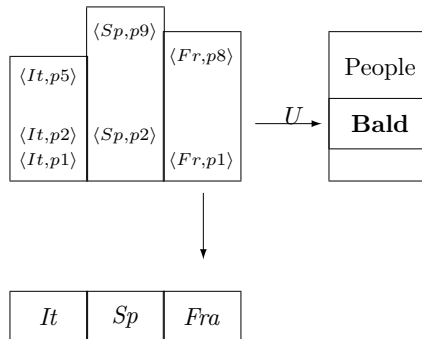 ⟨Sp,p9⟩
⟨Fr,p8⟩
⟨It,p5⟩
People
⟨It,p2⟩
⟨Sp,p2⟩
U
Bald
⟨It,p1⟩
⟨Fr,p1⟩
It
Sp
Fra